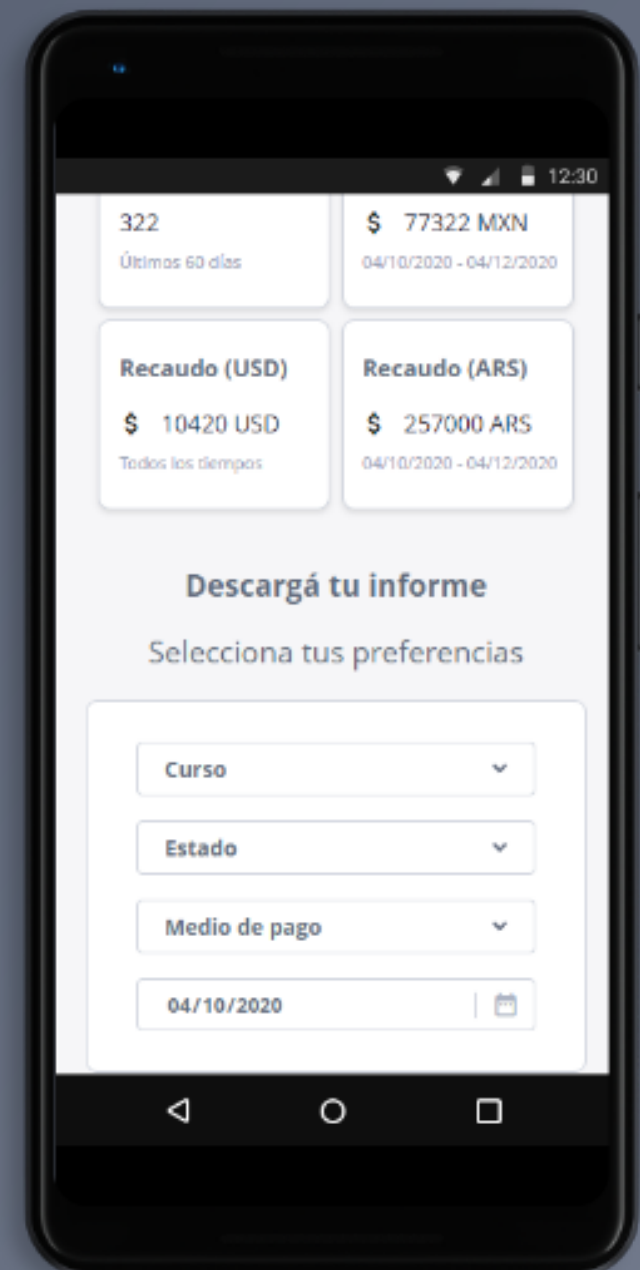 12:30
322
Últimos 60 días
$ 77322 MXN
04/10/2020 - 04/12/2020
Recaudo (USD)
$ 10420 USD
Todos los tiempos
Recaudo (ARS)
$ 257000 ARS
04/10/2020 - 04/12/2020
Descargá tu informe
Selecciona tus preferencias
Curso
Estado
Medio de pago
04/10/2020